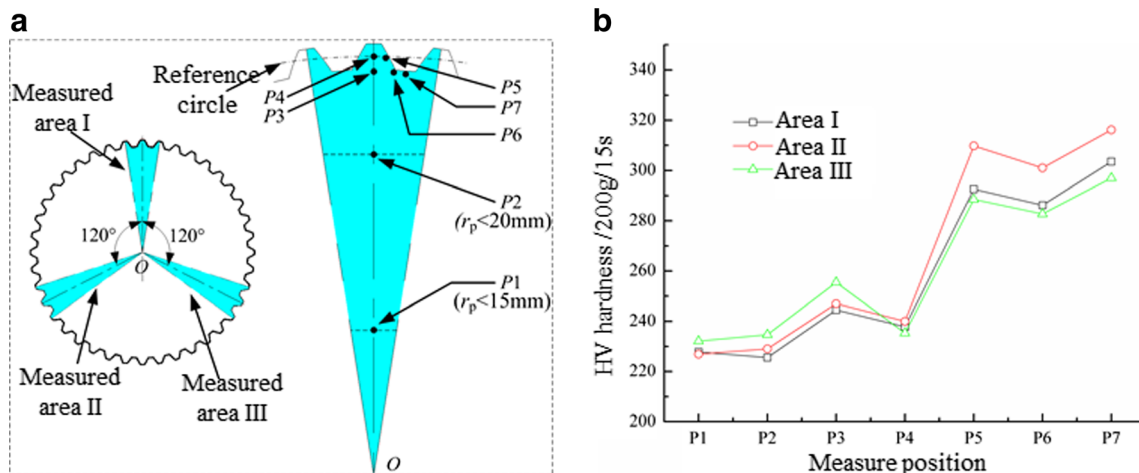 a
Reference
circle
Measured
area I
120°
120°
O
Measured
area II
Measured
area III
P4
P3
P5
P7
P6
P2
(rp<20mm)
P1
(rp<15mm)
O
b
HV hardness /200g/15s
340
320
300
280
260
240
220
200
Area I
Area II
Area III
P1 P2 P3 P4 P5 P6 P7
Measure position